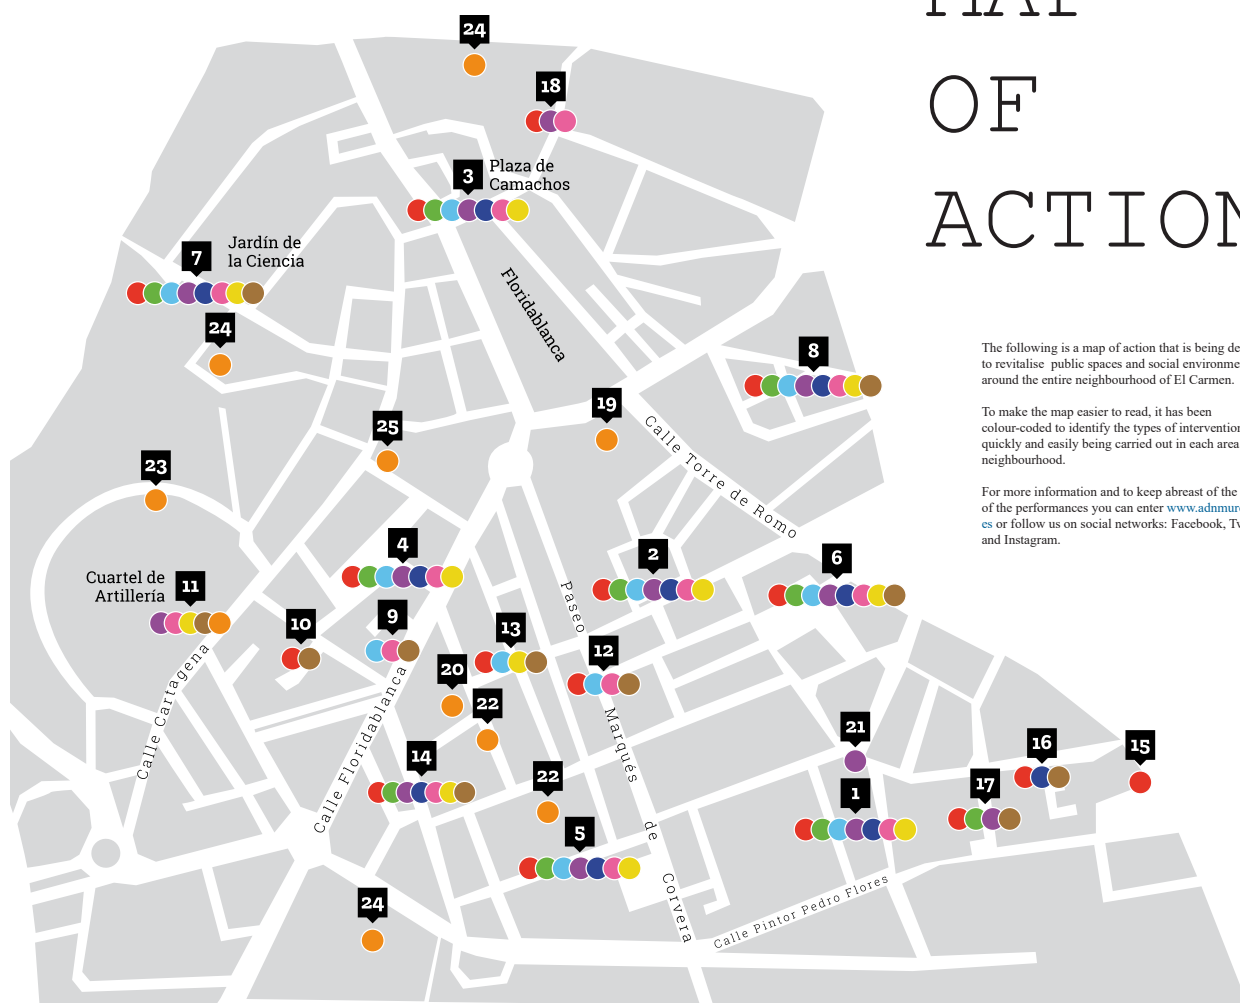 OF
ACTION
24
18
3
Plaza de
Camachos
7
Jardín de
la Ciencia
24
Floridablanca
The following is a map of action that is being
to revitalise public spaces and social
around the entire neighbourhood of El Carmen.
8
19
To make the map easier to read, it has been
colour-coded to identify the types of
quickly and easily being carried out in each area
neighbourhood.
25
Calle Torre de Romo
23
For more information and to keep abreast of the
of the performances you can enter
es or follow us on social networks: Facebook,
and Instagram.
4
2
6
Cuartel de
Artillería
11
10
9
13
12
20
22
Paseo
Marqués
de
Corvera
Calle Cartagena
Calle Floridablanca
14
22
5
21
1
16
15
17
Calle Pintor Pedro Flores
24